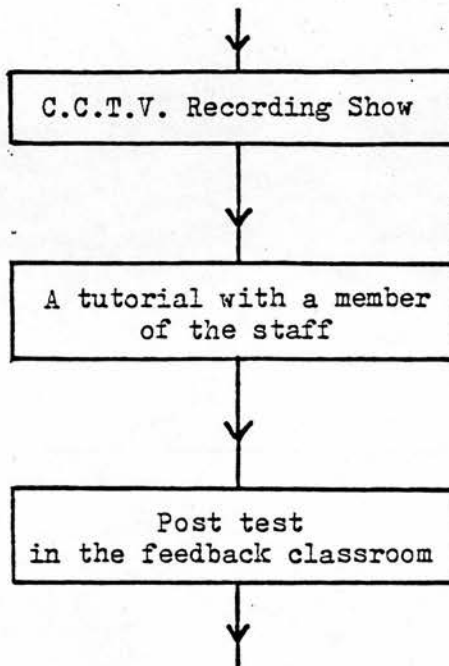 C.C.T.V. Recording Show
A tutorial with a member
of the staff
Post test
in the feedback classroom